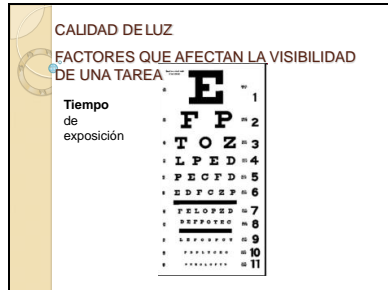 CALIDAD DE LUZ
FACTORES QUE AFECTAN LA VISIBILIDAD
DE UNA TAREA
Tiempo
de
exposición
E 1
F P 2
T O Z 3
L P E D 4
P E C F D 5
E D F C Z P 6
F E L O P Z D 7
D E F P O T E C 8
9
10
11